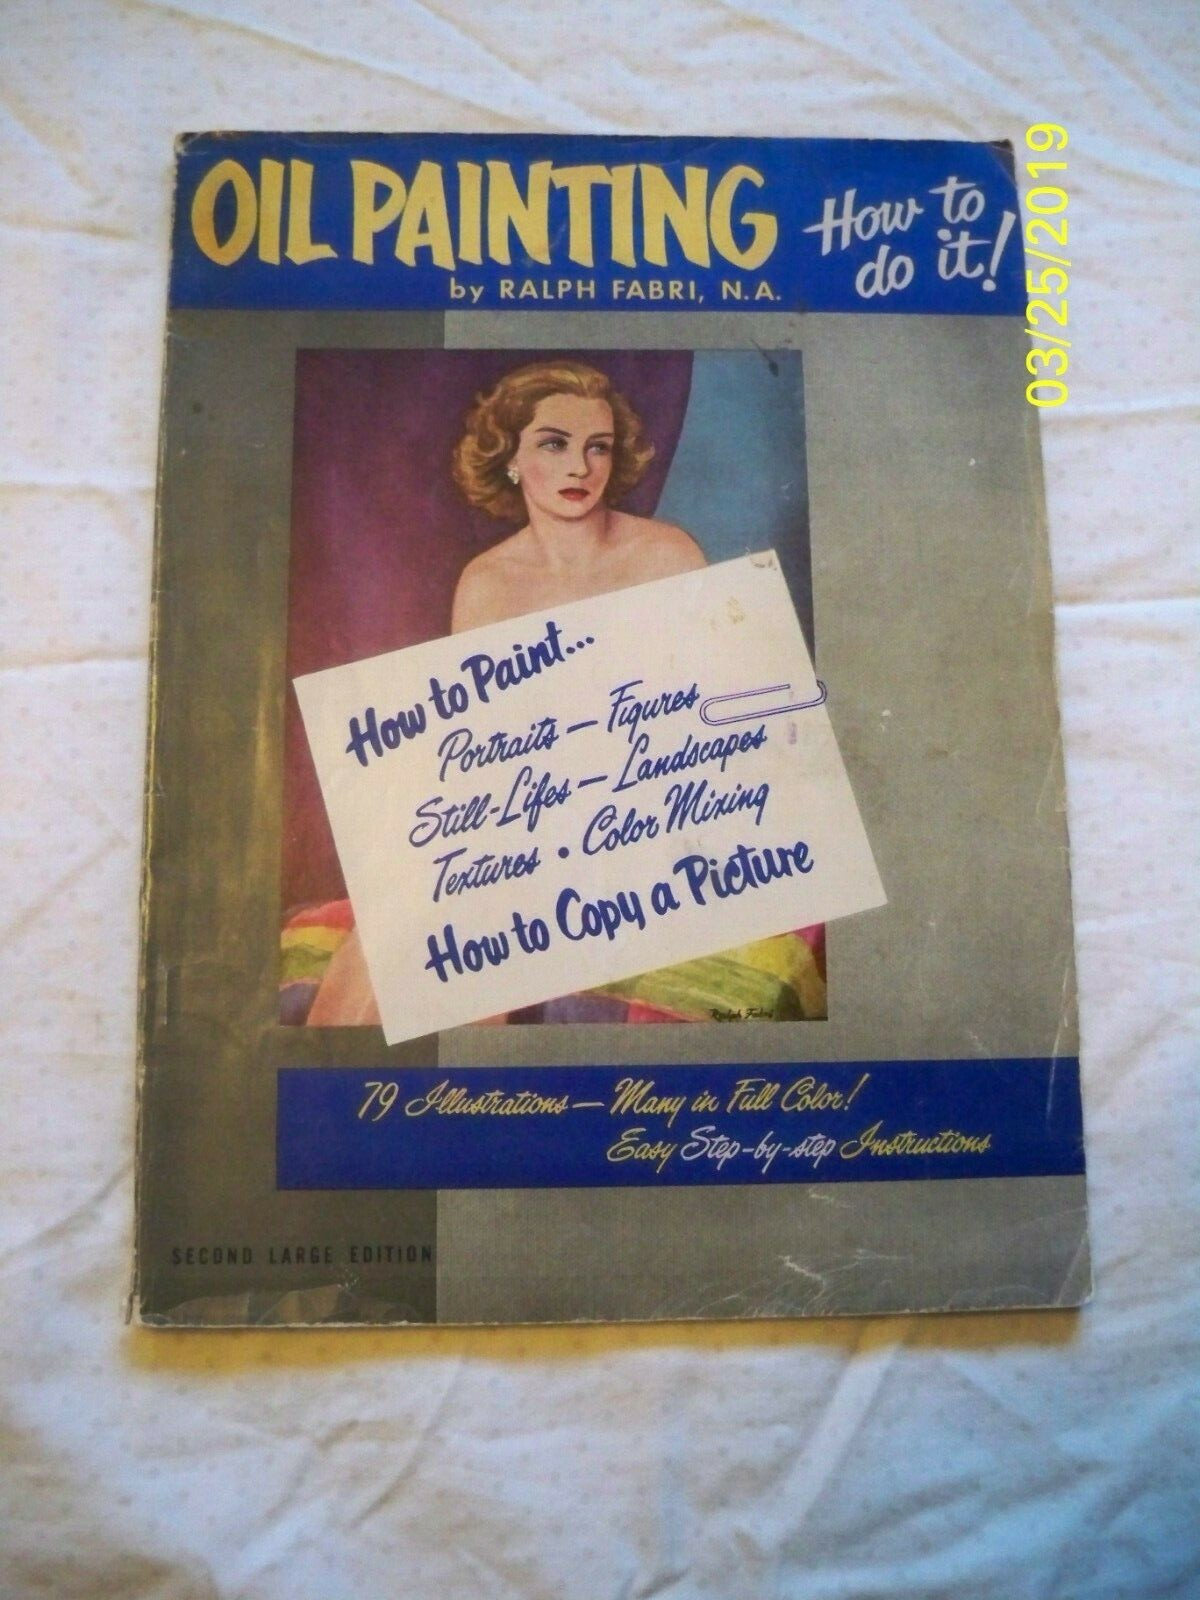 OIL PAINTING
How to
do it!
by RALPH FABRI, N.A.
03/25/2019
How to Paint...
Portraits — Figures
Still-Lifes — Landscapes
Textures • Color Mixing
How to Copy a Picture
Ralph Fabri
79 Illustrations — Many in Full Color!
Easy Step-by-step Instructions
SECOND LARGE EDITION